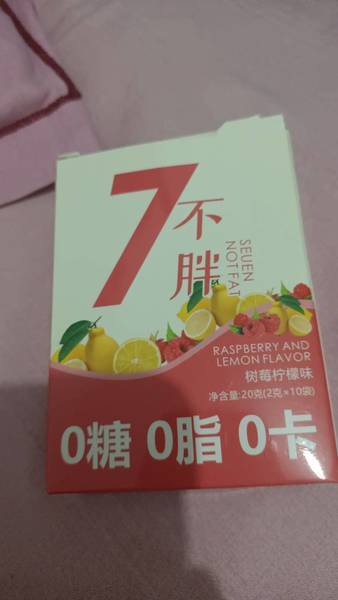 7不胖
SEUEN
NOT FAT
RASPBERRY AND
LEMON FLAVOR
树莓柠檬味
净含量:20克(2克×10袋)
0糖 0脂 0卡